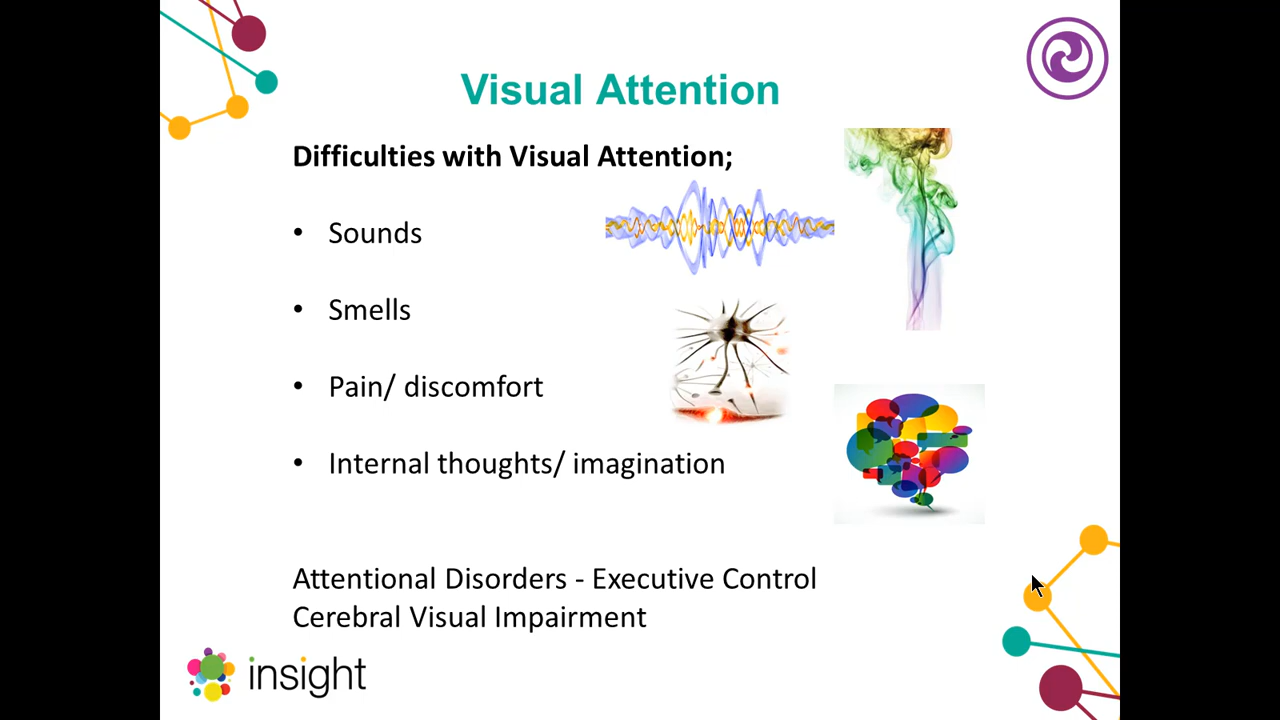 Visual Attention
Difficulties with Visual Attention;
• Sounds
• Smells
• Pain/ discomfort
• Internal thoughts/ imagination
Attentional Disorders - Executive Control
Cerebral Visual Impairment
insight